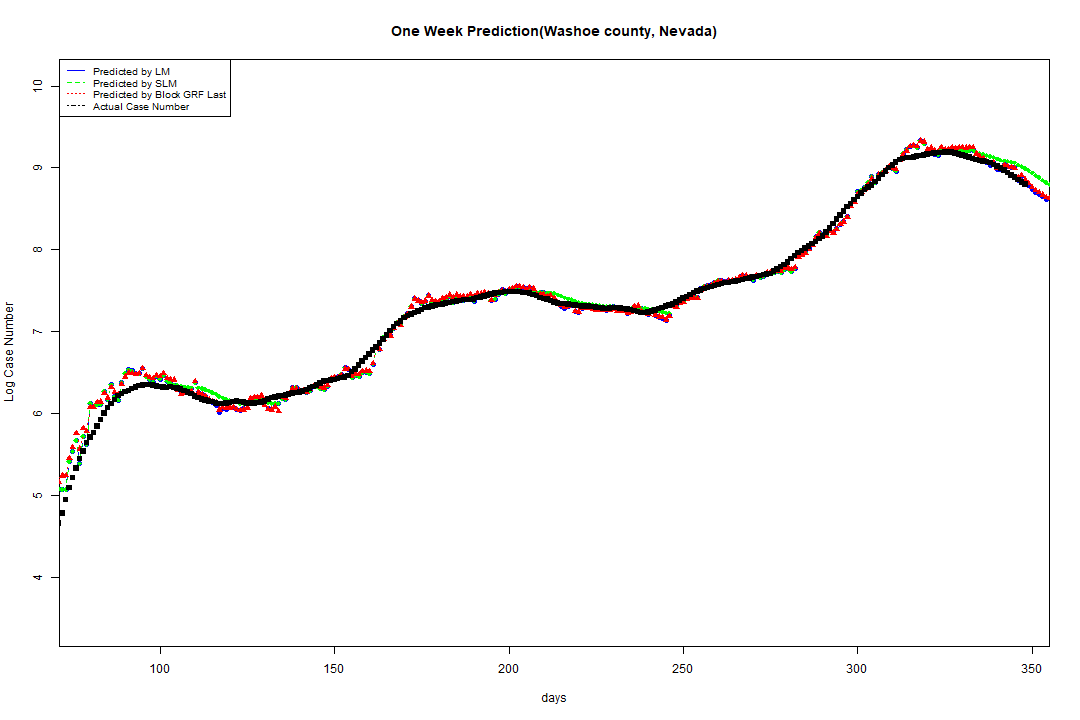 One Week Prediction(Washoe county, Nevada)
Predicted by LM
Predicted by SLM
Predicted by Block GRF Last
Actual Case Number
10
9
8
7
6
5
4
Log Case Number
100 150 200 250 300 350
days